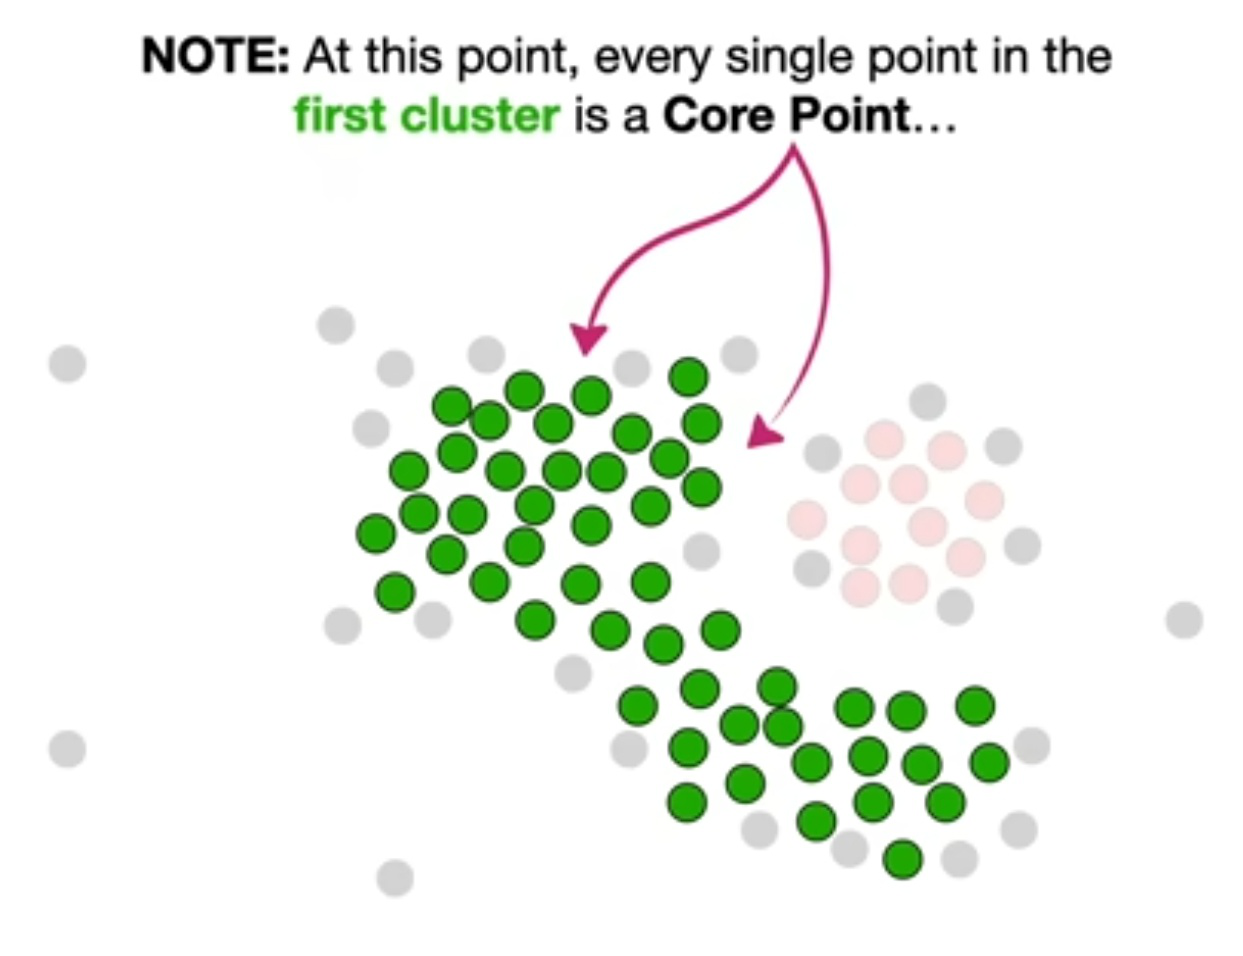 NOTE: At this point, every single point in the
first cluster is a Core Point...